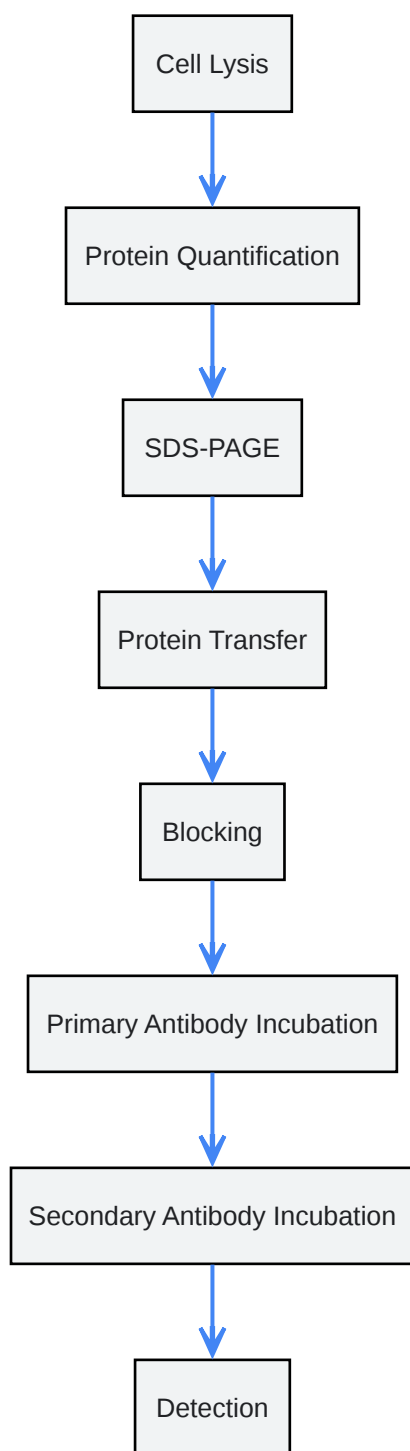 Cell Lysis
Protein Quantification
SDS-PAGE
Protein Transfer
Blocking
Primary Antibody Incubation
Secondary Antibody Incubation
Detection